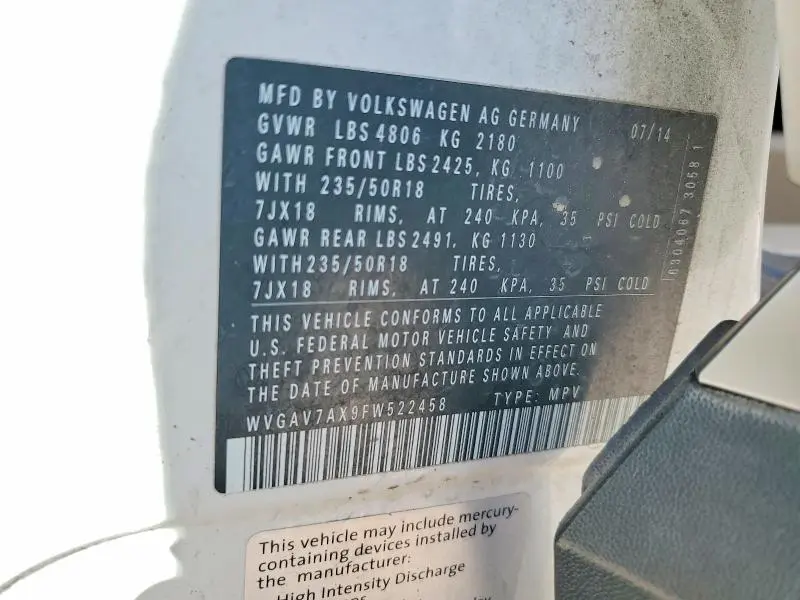 MFD BY VOLKSWAGEN AG GERMANY 07/14
GVWR LBS 4806 KG 2180
GAWR FRONT LBS 2425, KG 1100
WITH 235/50R18 TIRES,
7JX18 RIMS, AT 240 KPA, 35 PSI COLD
GAWR REAR LBS 2491, KG 1130
WITH 235/50R18 TIRES,
7JX18 RIMS, AT 240 KPA, 35 PSI COLD
THIS VEHICLE CONFORMS TO ALL APPLICABLE
U.S. FEDERAL MOTOR VEHICLE SAFETY AND
THEFT PREVENTION STANDARDS IN EFFECT ON
THE DATE OF MANUFACTURE SHOWN ABOVE.
WVGAV7AX9FW522458 TYPE: MPV
This vehicle may include mercury-
containing devices installed by
the manufacturer:
High Intensity Discharge